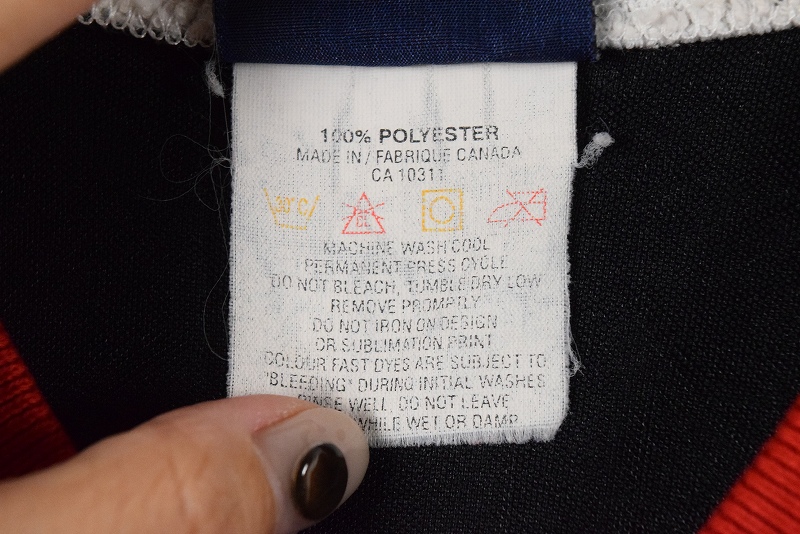 100% POLYESTER
MADE IN / FABRIQUE CANADA
CA 10311
CL
MACHINE WASH COOL
PERMANENT PRESS CYCLE
DO NOT BLEACH, TUMBLE DRY LOW
REMOVE PROMPTLY
DO NOT IRON ON DESIGN
OR SUBLIMATION PRINT
COLOUR FAST DYES ARE SUBJECT TO
"BLEEDING" DURING INITIAL WASHES
RINSE WELL, DO NOT LEAVE
WHILE WET OR DAMP